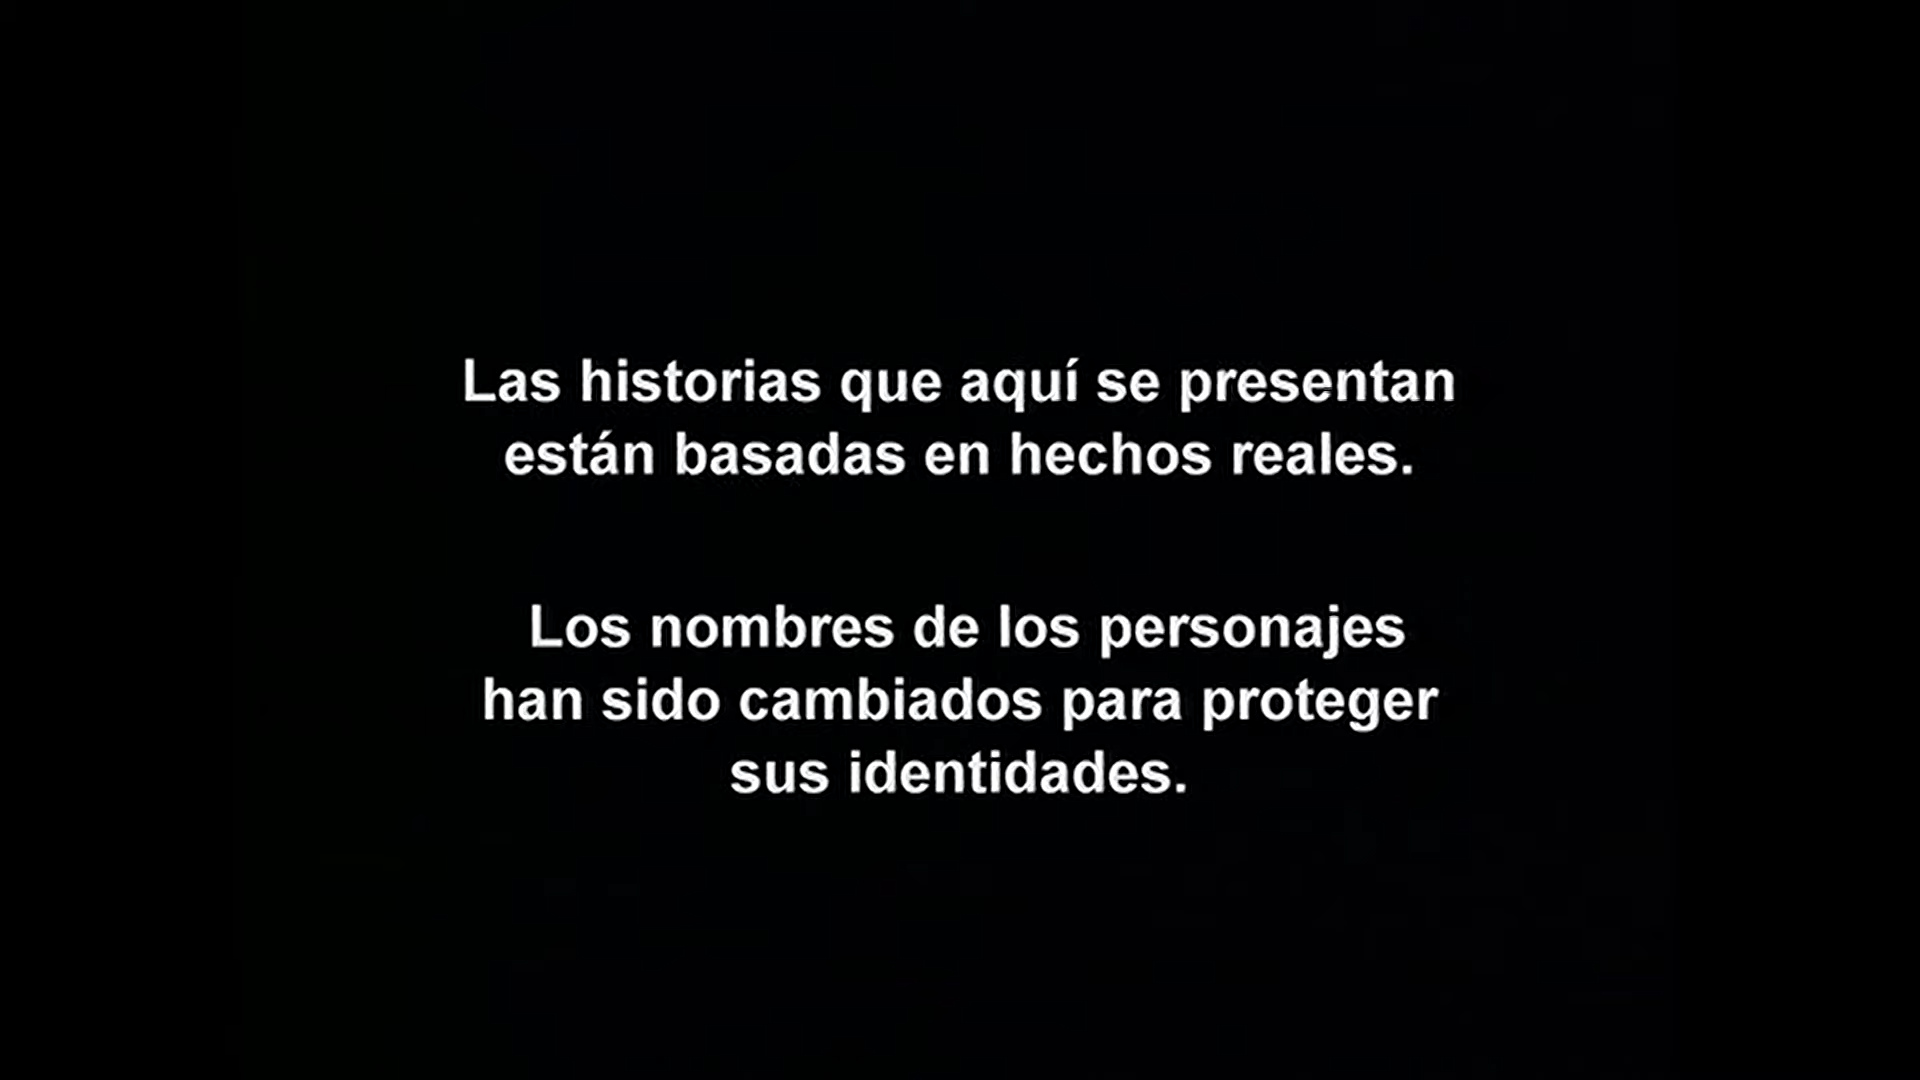 Las historias que aquí se presentan
están basadas en hechos reales.
Los nombres de los personajes
han sido cambiados para proteger
sus identidades.